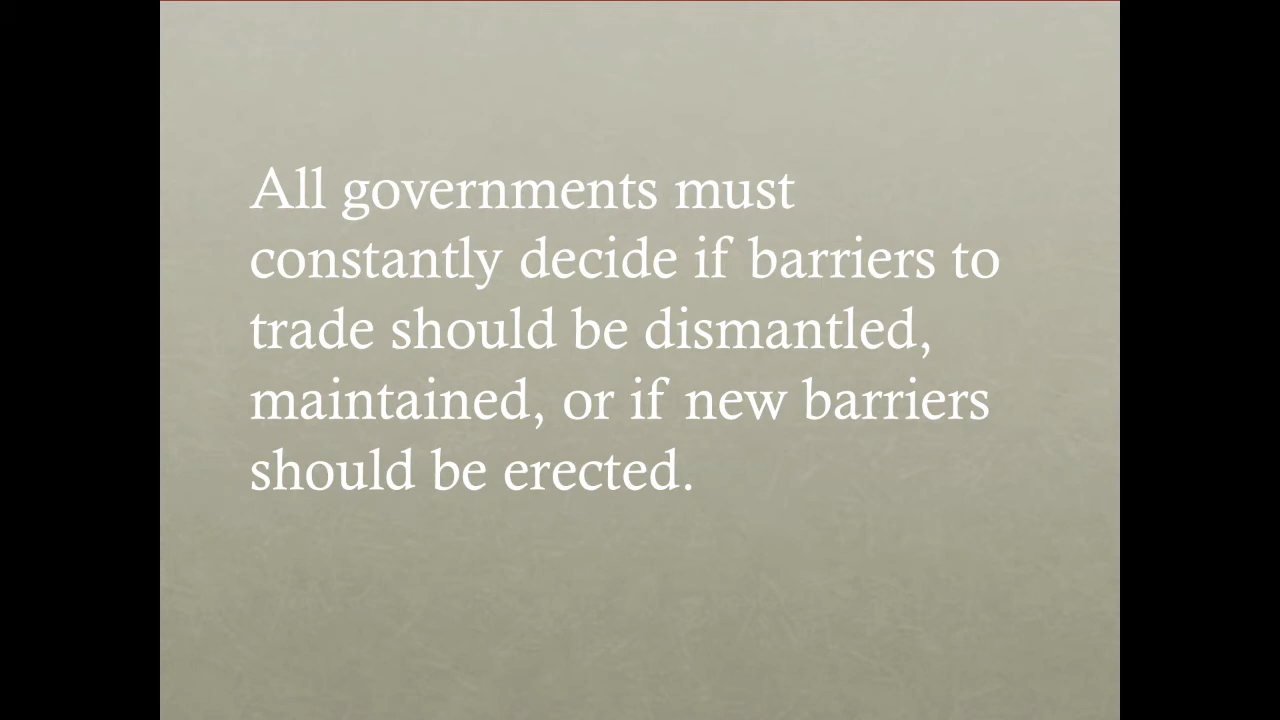 All governments must
constantly decide if barriers to
trade should be dismantled,
maintained, or if new barriers
should be erected.